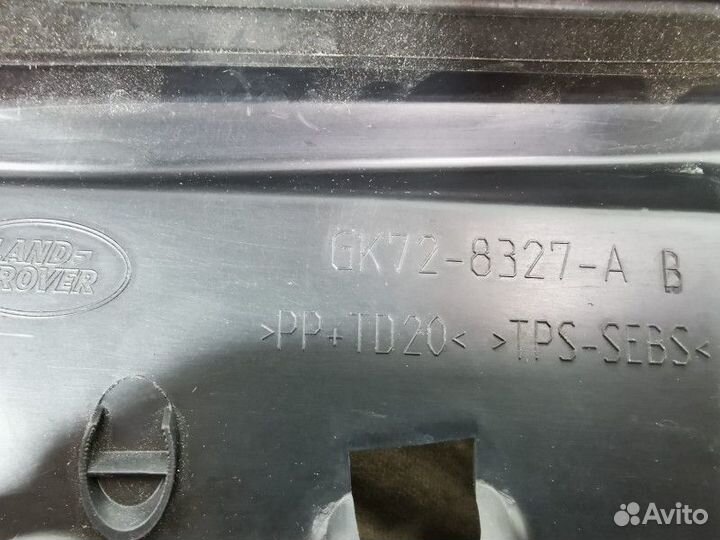 LAND-
ROVER
GK72-8327-A B
>PP+TD20< >TPS-SEBS<
Avito